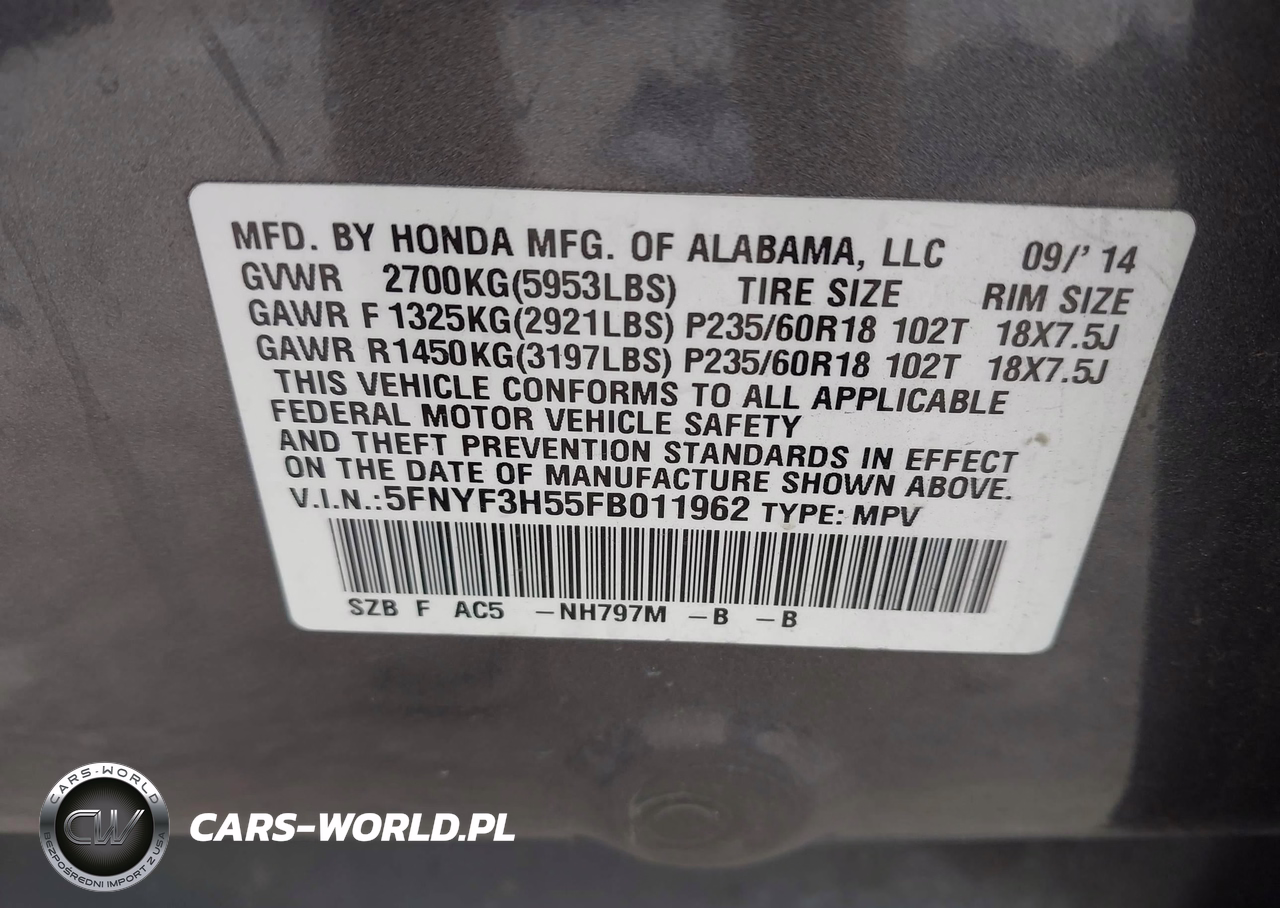 MFD. BY HONDA MFG. OF ALABAMA, LLC 09/' 14
GVWR 2700KG(5953LBS) TIRE SIZE RIM SIZE
GAWR F 1325KG(2921LBS) P235/60R18 102T 18X7.5J
GAWR R1450KG(3197LBS) P235/60R18 102T 18X7.5J
THIS VEHICLE CONFORMS TO ALL APPLICABLE
FEDERAL MOTOR VEHICLE SAFETY
AND THEFT PREVENTION STANDARDS IN EFFECT
ON THE DATE OF MANUFACTURE SHOWN ABOVE.
V.I.N.:5FNYF3H55FB011962 TYPE: MPV
SZB F AC5 -NH797M -B -B
CARS-WORLD
CW
BEZPOŚREDNI IMPORT Z USA
CARS-WORLD.PL